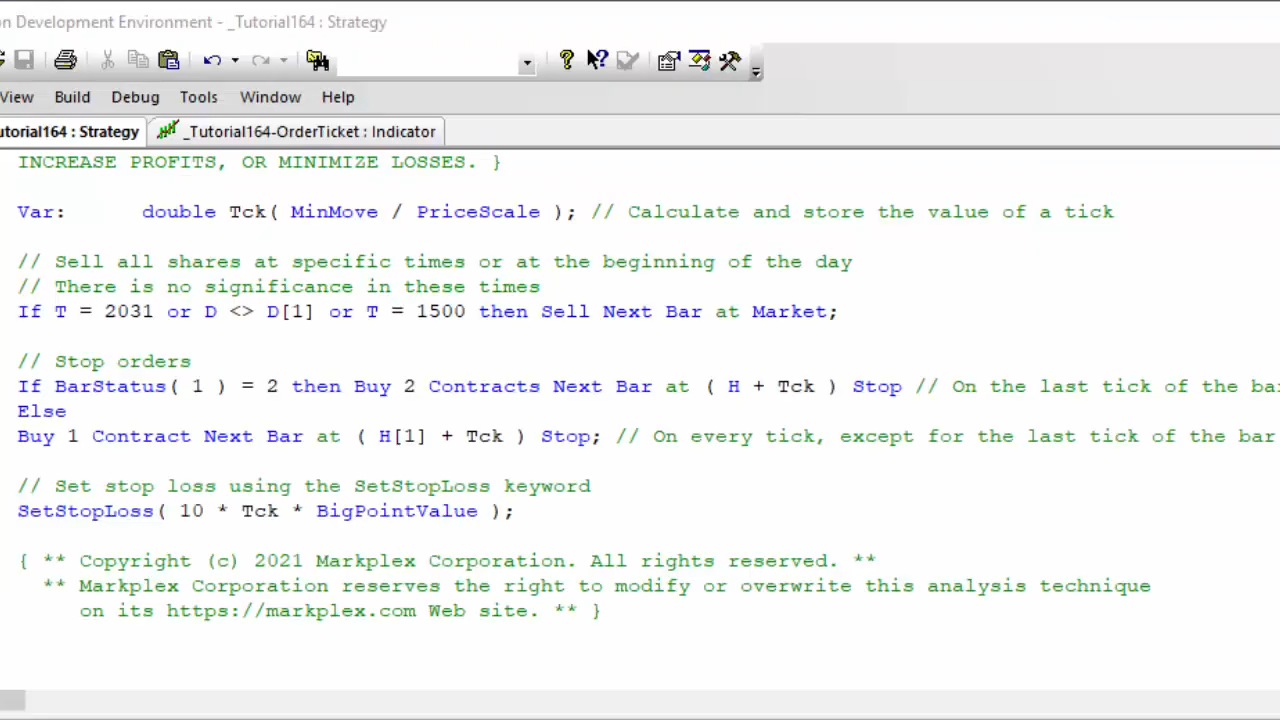 on Development Environment - _Tutorial164 : Strategy
View Build Debug Tools Window Help
utorial164 : Strategy _Tutorial164-OrderTicket : Indicator
INCREASE PROFITS, OR MINIMIZE LOSSES. }
Var: double Tck( MinMove / PriceScale ); // Calculate and store the value of a tick
// Sell all shares at specific times or at the beginning of the day
// There is no significance in these times
If T = 2031 or D <> D[1] or T = 1500 then Sell Next Bar at Market;
// Stop orders
If BarStatus( 1 ) = 2 then Buy 2 Contracts Next Bar at ( H + Tck ) Stop // On the last tick of the ba
Else
Buy 1 Contract Next Bar at ( H[1] + Tck ) Stop; // On every tick, except for the last tick of the bar
// Set stop loss using the SetStopLoss keyword
SetStopLoss( 10 * Tck * BigPointValue );
{ ** Copyright (c) 2021 Markplex Corporation. All rights reserved. **
** Markplex Corporation reserves the right to modify or overwrite this analysis technique
on its https://markplex.com Web site. ** }